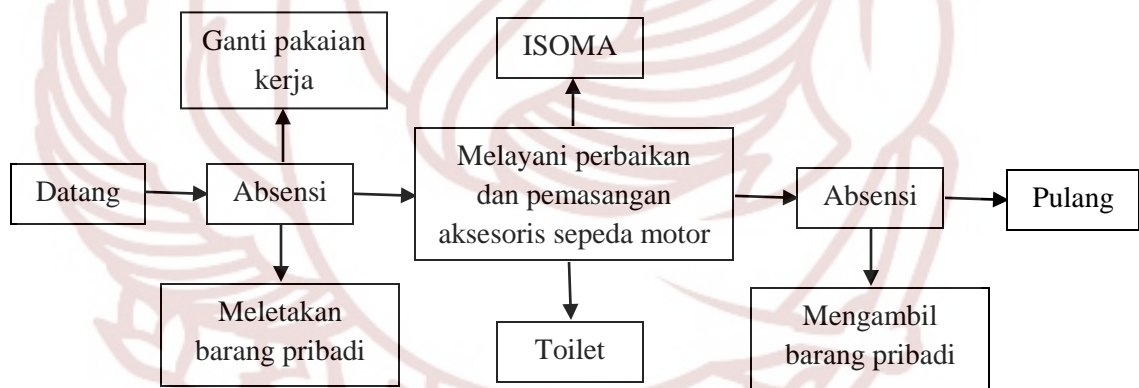 Ganti pakaian
kerja
ISOMA
Datang
Absensi
Melayani perbaikan
dan pemasangan
aksesoris sepeda motor
Absensi
Pulang
Meletakan
barang pribadi
Toilet
Mengambil
barang pribadi